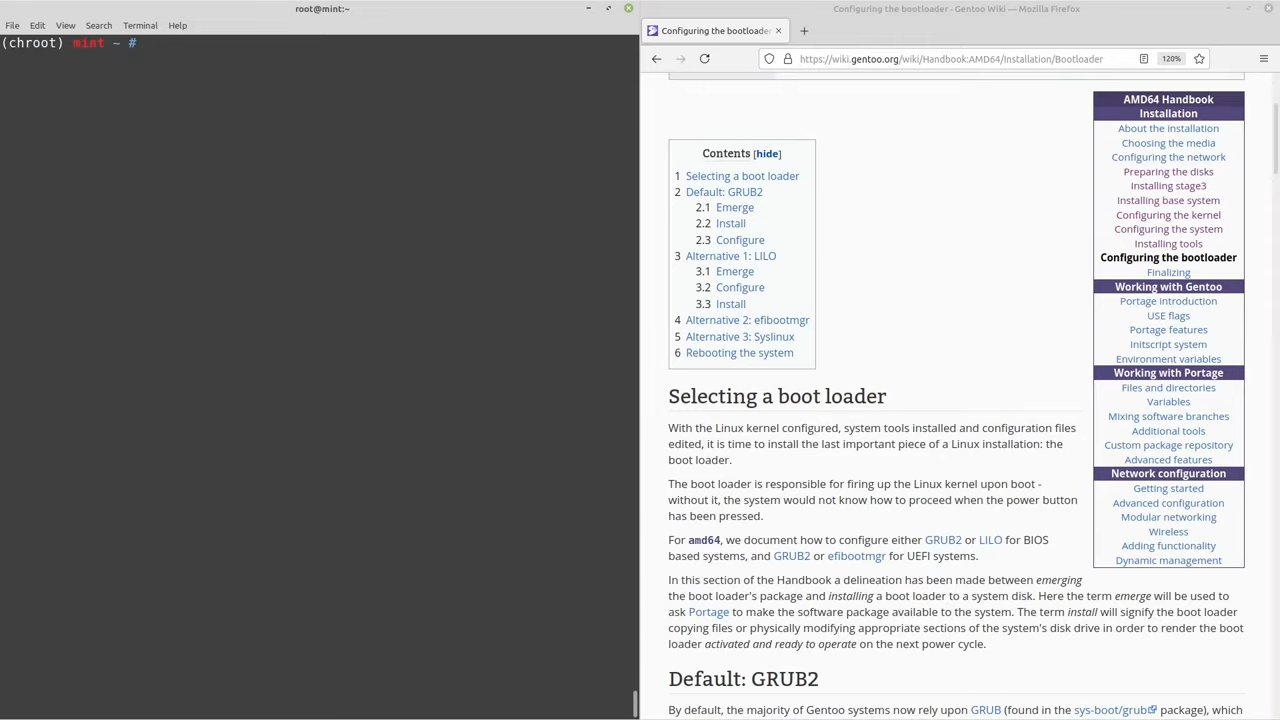 root@mint:~
File Edit View Search Terminal Help
(chroot) mint ~ #
Configuring the bootloader - Gentoo Wiki — Mozilla Firefox
Configuring the bootloader
https://wiki.gentoo.org/wiki/Handbook:AMD64/Installation/Bootloader
120%
Contents [hide]
1 Selecting a boot loader
2 Default: GRUB2
2.1 Emerge
2.2 Install
2.3 Configure
3 Alternative 1: LILO
3.1 Emerge
3.2 Configure
3.3 Install
4 Alternative 2: efibootmgr
5 Alternative 3: Syslinux
6 Rebooting the system
AMD64 Handbook
Installation
About the installation
Choosing the media
Configuring the network
Preparing the disks
Installing stage3
Installing base system
Configuring the kernel
Configuring the system
Installing tools
Configuring the bootloader
Finalizing
Working with Gentoo
Portage introduction
USE flags
Portage features
Initscript system
Environment variables
Working with Portage
Files and directories
Variables
Mixing software branches
Additional tools
Custom package repository
Advanced features
Network configuration
Getting started
Advanced configuration
Modular networking
Wireless
Adding functionality
Dynamic management
Selecting a boot loader
With the Linux kernel configured, system tools installed and configuration files
edited, it is time to install the last important piece of a Linux installation: the
boot loader.
The boot loader is responsible for firing up the Linux kernel upon boot -
without it, the system would not know how to proceed when the power button
has been pressed.
For amd64, we document how to configure either GRUB2 or LILO for BIOS
based systems, and GRUB2 or efibootmgr for UEFI systems.
In this section of the Handbook a delineation has been made between emerging
the boot loader's package and installing a boot loader to a system disk. Here the term emerge will be used to
ask Portage to make the software package available to the system. The term install will signify the boot loader
copying files or physically modifying appropriate sections of the system's disk drive in order to render the boot
loader activated and ready to operate on the next power cycle.
Default: GRUB2
By default, the majority of Gentoo systems now rely upon GRUB (found in the sys-boot/grub package), which